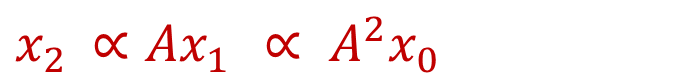 x₂ ∝ Ax₁ ∝ A²x₀